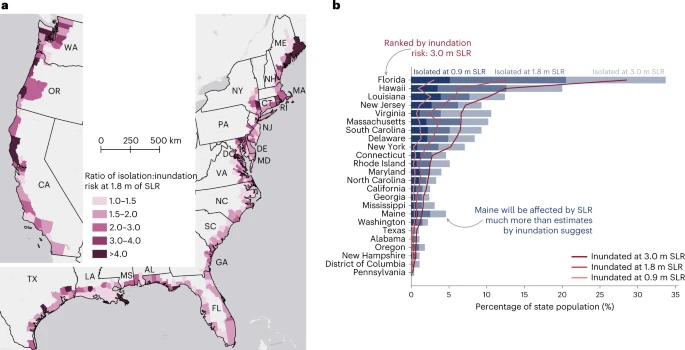 a
WA
OR
CA
ME
NH
NY
MA
CT
RI
PA
NJ
DE
DC
MD
VA
NC
SC
GA
FL
TX
LA
MS
AL
0 250 500 km
Ratio of isolation:inundation
risk at 1.8 m of SLR
1.0–1.5
1.5–2.0
2.0–3.0
3.0–4.0
>4.0
b
Ranked by inundation
risk: 3.0 m SLR
Isolated at 0.9 m SLR
Isolated at 1.8 m SLR
Isolated at 3.0 m SLR
Florida
Hawaii
Louisiana
New Jersey
Virginia
Massachusetts
South Carolina
Delaware
New York
Connecticut
Rhode Island
Maryland
North Carolina
California
Georgia
Mississippi
Maine
Washington
Texas
Alabama
Oregon
New Hampshire
District of Columbia
Pennsylvania
Maine will be affected by SLR
much more than estimates
by inundation suggest
Inundated at 3.0 m SLR
Inundated at 1.8 m SLR
Inundated at 0.9 m SLR
0 5 10 15 20 25 30 35
Percentage of state population (%)